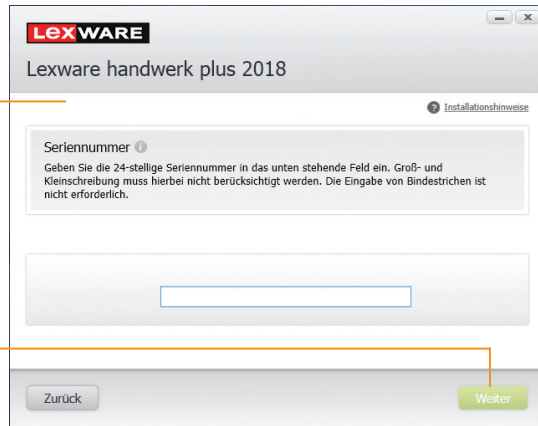 LEXWARE
Lexware handwerk plus 2018
Installationshinweise
Seriennummer
Geben Sie die 24-stellige Seriennummer in das unten stehende Feld ein. Groß- und
Kleinschreibung muss hierbei nicht berücksichtigt werden. Die Eingabe von Bindestrichen ist
nicht erforderlich.
Zurück
Weiter